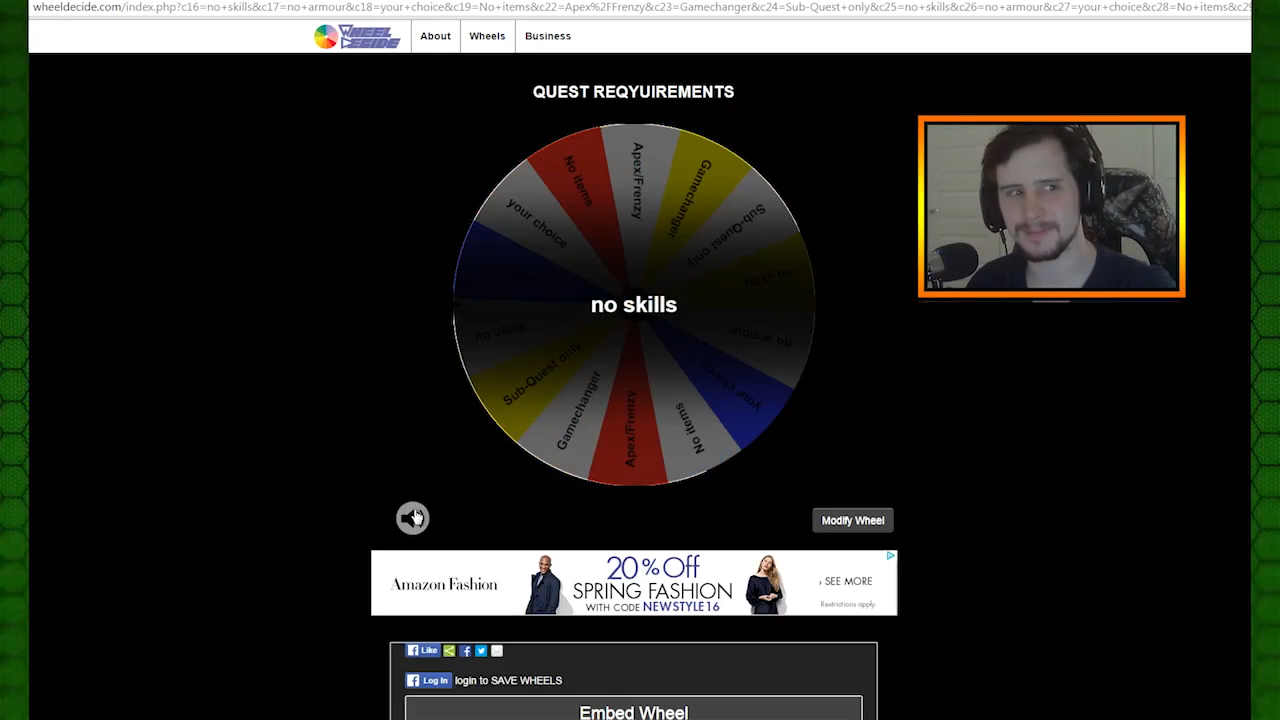 wheeldecide.com/index.php?c16=no+skills&c17=no+armour&c18=your+choice&c19=No+items&c22=Apex%2FFrenzy&c23=Gamechanger&c24=Sub-Quest+only&c25=no+skills&c26=no+armour&c27=your+choice&c28=No+items&c29
WHEEL DECIDE
About
Wheels
Business
QUEST REQYUIREMENTS
No items
Apex/Frenzy
Gamechanger
your choice
Sub-Quest only
no skills
no skills
no skills
no armour
Sub-Quest only
your choice
Gamechanger
Apex/Frenzy
No items
Modify Wheel
Amazon Fashion
20% Off
SPRING FASHION
WITH CODE NEWSTYLE16
› SEE MORE
Restrictions apply.
Like
Log In login to SAVE WHEELS
Embed Wheel